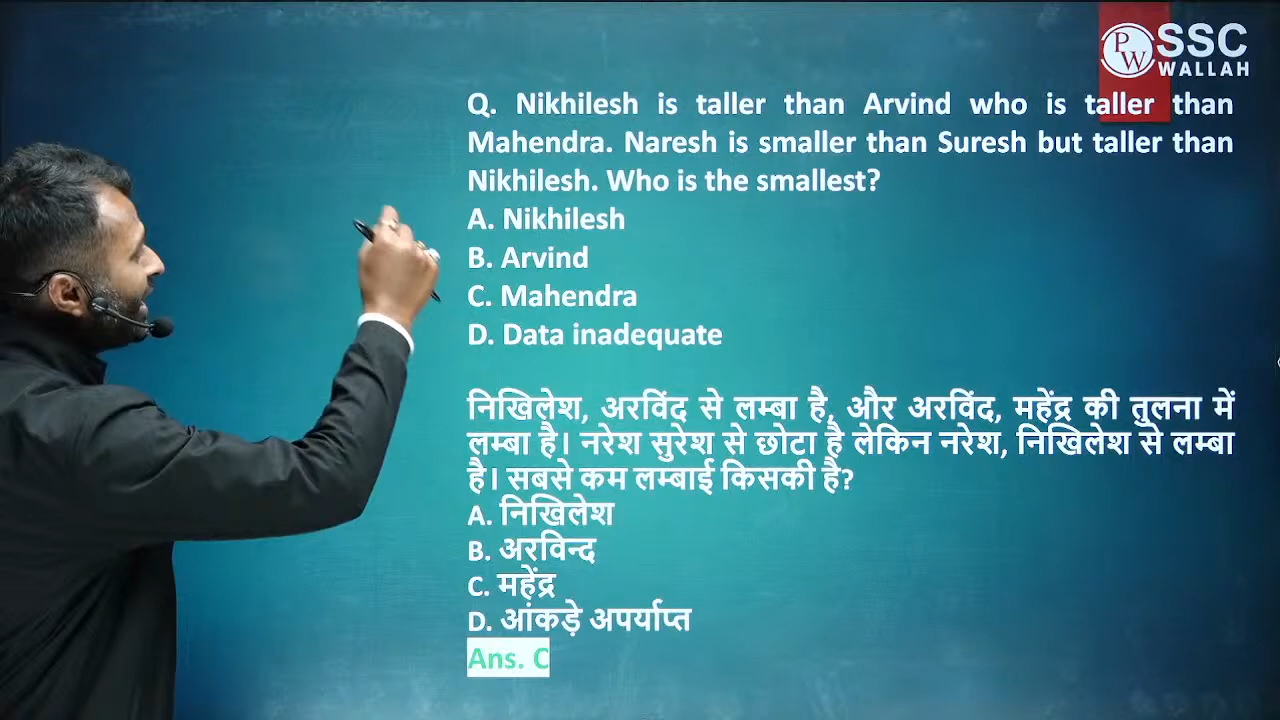 PW SSC
WALLAH
Q. Nikhilesh is taller than Arvind who is taller than
Mahendra. Naresh is smaller than Suresh but taller than
Nikhilesh. Who is the smallest?
A. Nikhilesh
B. Arvind
C. Mahendra
D. Data inadequate
निखिलेश, अरविंद से लम्बा है, और अरविंद, महेंद्र की तुलना में
लम्बा है। नरेश सुरेश से छोटा है लेकिन नरेश, निखिलेश से लम्बा
है। सबसे कम लम्बाई किसकी है?
A. निखिलेश
B. अरविन्द
C. महेंद्र
D. आंकड़े अपर्याप्त
Ans. C